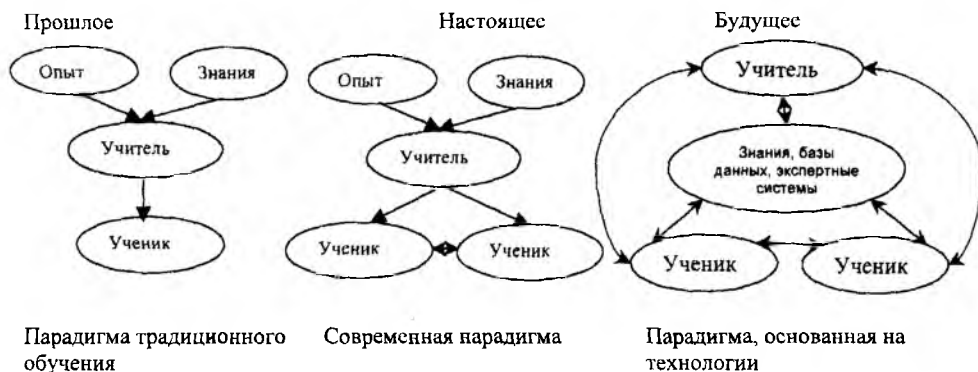 Прошлое Настоящее Будущее
Опыт Знания
Учитель
Ученик
Опыт Знания
Учитель
Ученик Ученик
Учитель
Знания, базы
данных, экспертные
системы
Ученик Ученик
Парадигма традиционного
обучения
Современная парадигма
Парадигма, основанная на
технологии